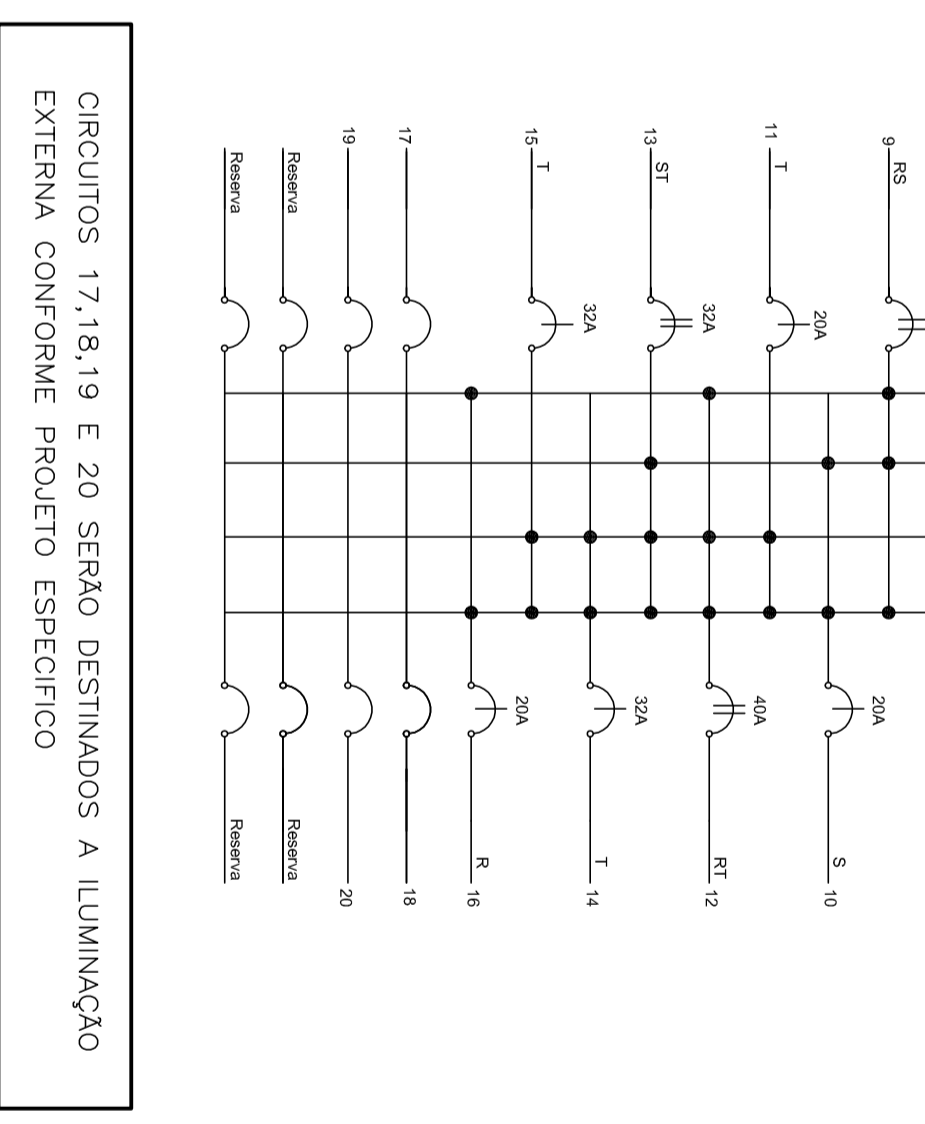 9
RS
20A
S
10
11
T
20A
40A
RT
12
13
ST
32A
32A
T
14
15
T
32A
20A
R
16
17
18
19
20
Reserva
Reserva
Reserva
Reserva
CIRCUITOS 17,18,19 E 20 SERÃO DESTINADOS A ILUMINAÇÃO
EXTERNA CONFORME PROJETO ESPECIFICO